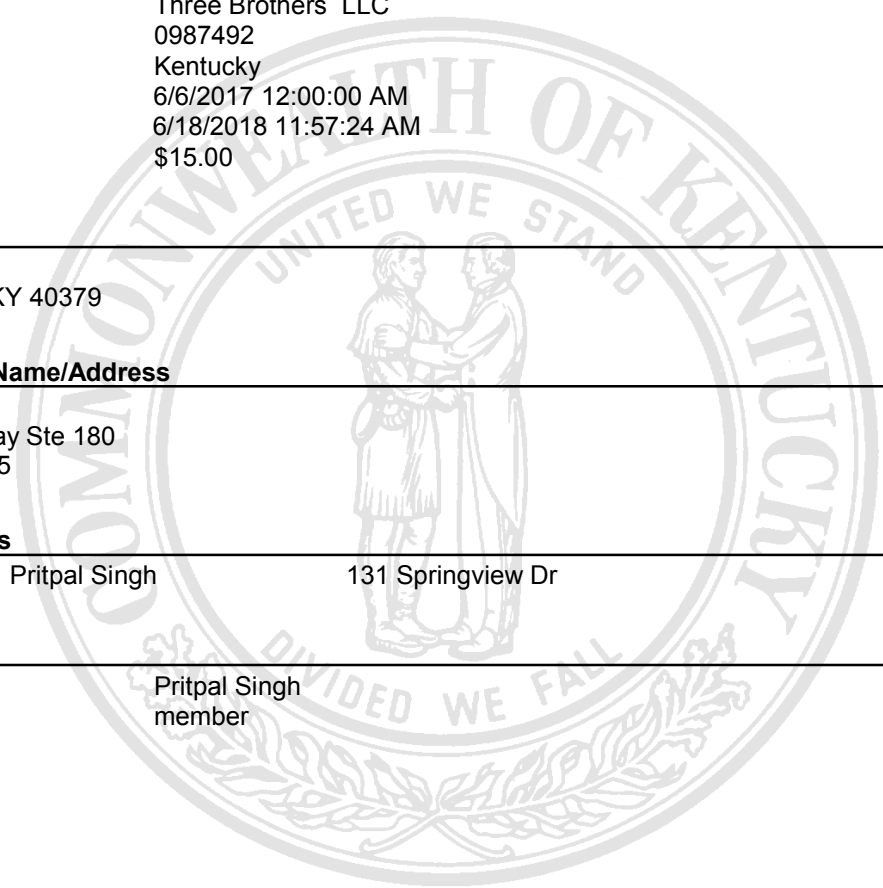 Three Brothers LLC
0987492
Kentucky
6/6/2017 12:00:00 AM
6/18/2018 11:57:24 AM
$15.00
KY 40379
Name/Address
ay Ste 180
5
s
Pritpal Singh 131 Springview Dr
Pritpal Singh
member
COMMONWEALTH OF KENTUCKY
UNITED WE STAND
DIVIDED WE FALL